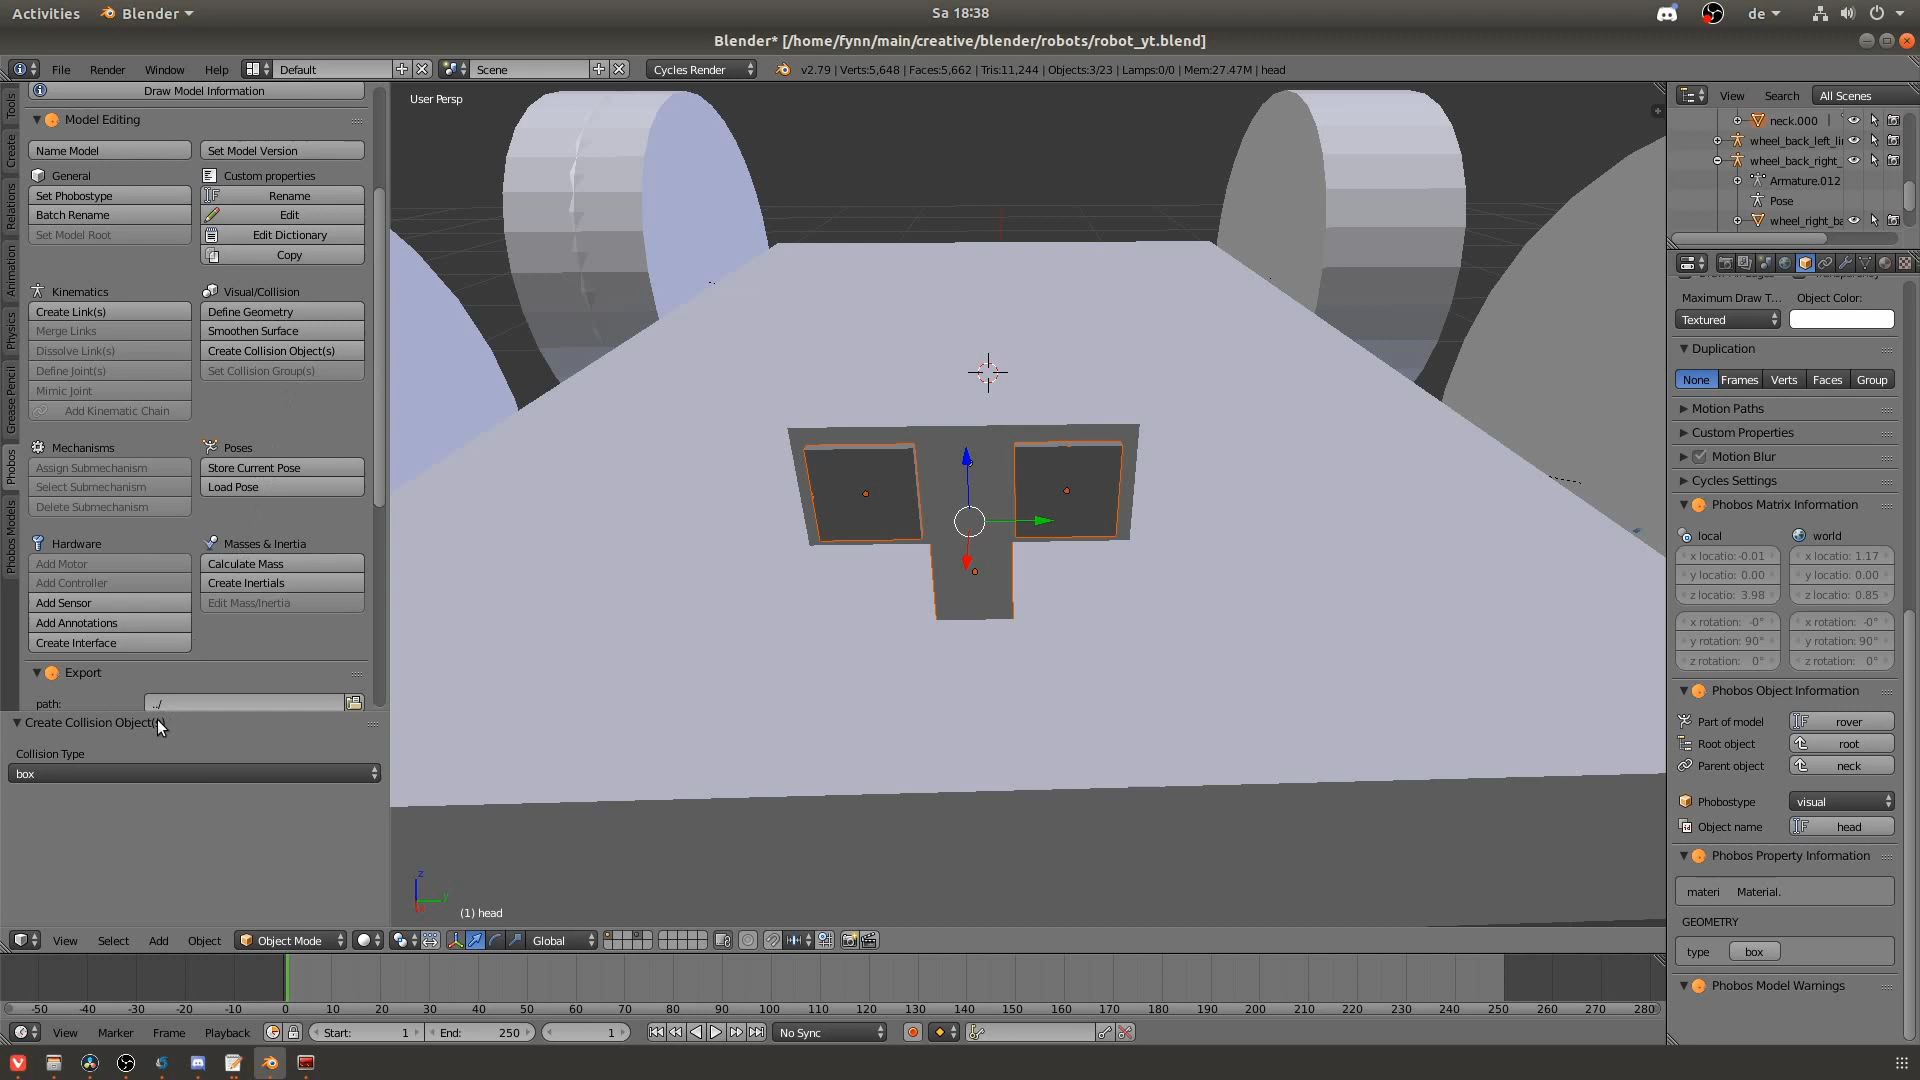 Activities Blender Sa 18:38 de
Blender* [/home/fynn/main/creative/blender/robots/robot_yt.blend]
File Render Window Help Default Scene Cycles Render v2.79 | Verts:5,648 | Faces:5,662 | Tris:11,244 | Objects:3/23 | Lamps:0/0 | Mem:27.47M | head
Tools
Create
Relations
Animation
Physics
Grease Pencil
Phobos
Phobos Models
Draw Model Information
Model Editing
Name Model Set Model Version
General Custom properties
Set Phobostype Rename
Batch Rename Edit
Set Model Root Edit Dictionary
Copy
Kinematics Visual/Collision
Create Link(s) Define Geometry
Merge Links Smoothen Surface
Dissolve Link(s) Create Collision Object(s)
Define Joint(s) Set Collision Group(s)
Mimic Joint
Add Kinematic Chain
Mechanisms Poses
Assign Submechanism Store Current Pose
Select Submechanism Load Pose
Delete Submechanism
Hardware Masses & Inertia
Add Motor Calculate Mass
Add Controller Create Inertials
Add Sensor Edit Mass/Inertia
Add Annotations
Create Interface
Export
path: ../
Create Collision Object(s)
Collision Type
box
User Persp
z
y
x
(1) head
View Search All Scenes
neck.000
wheel_back_left_lin
wheel_back_right_
Armature.012
Pose
wheel_right_ba
Maximum Draw T... Object Color:
Textured
Duplication
None Frames Verts Faces Group
Motion Paths
Custom Properties
Motion Blur
Cycles Settings
Phobos Matrix Information
local world
x locatio: -0.01 x locatio: 1.17
y locatio: 0.00 y locatio: 0.00
z locatio: 3.98 z locatio: 0.85
x rotation: -0° x rotation: -0°
y rotation: 90° y rotation: 90°
z rotation: 0° z rotation: 0°
Phobos Object Information
Part of model rover
Root object root
Parent object neck
Phobostype visual
Object name head
Phobos Property Information
materi Material.
GEOMETRY
type box
Phobos Model Warnings
View Select Add Object Object Mode Global
-50 -40 -30 -20 -10 0 10 20 30 40 50 60 70 80 90 100 110 120 130 140 150 160 170 180 190 200 210 220 230 240 250 260 270 280
View Marker Frame Playback Start: 1 End: 250 1 No Sync